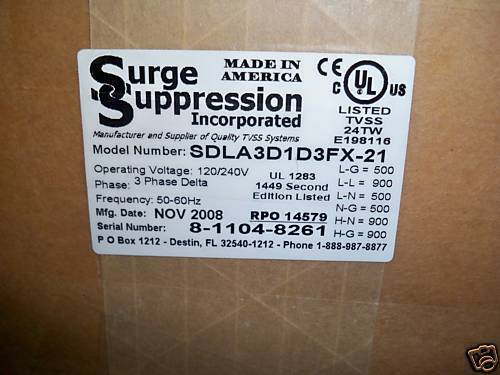 Surge
Suppression
Incorporated
MADE IN
AMERICA
CE
C UL US
LISTED
TVSS
24TW
E198116
Manufacturer and Supplier of Quality TVSS Systems
Model Number: SDLA3D1D3FX-21
Operating Voltage: 120/240V
Phase: 3 Phase Delta
Frequency: 50-60Hz
UL 1283
1449 Second
Edition Listed
L-G = 500
L-L = 900
L-N = 500
N-G = 500
H-N = 900
H-G = 900
Mfg. Date: NOV 2008 RPO 14579
Serial Number: 8-1104-8261
P O Box 1212 - Destin, FL 32540-1212 - Phone 1-888-987-8877